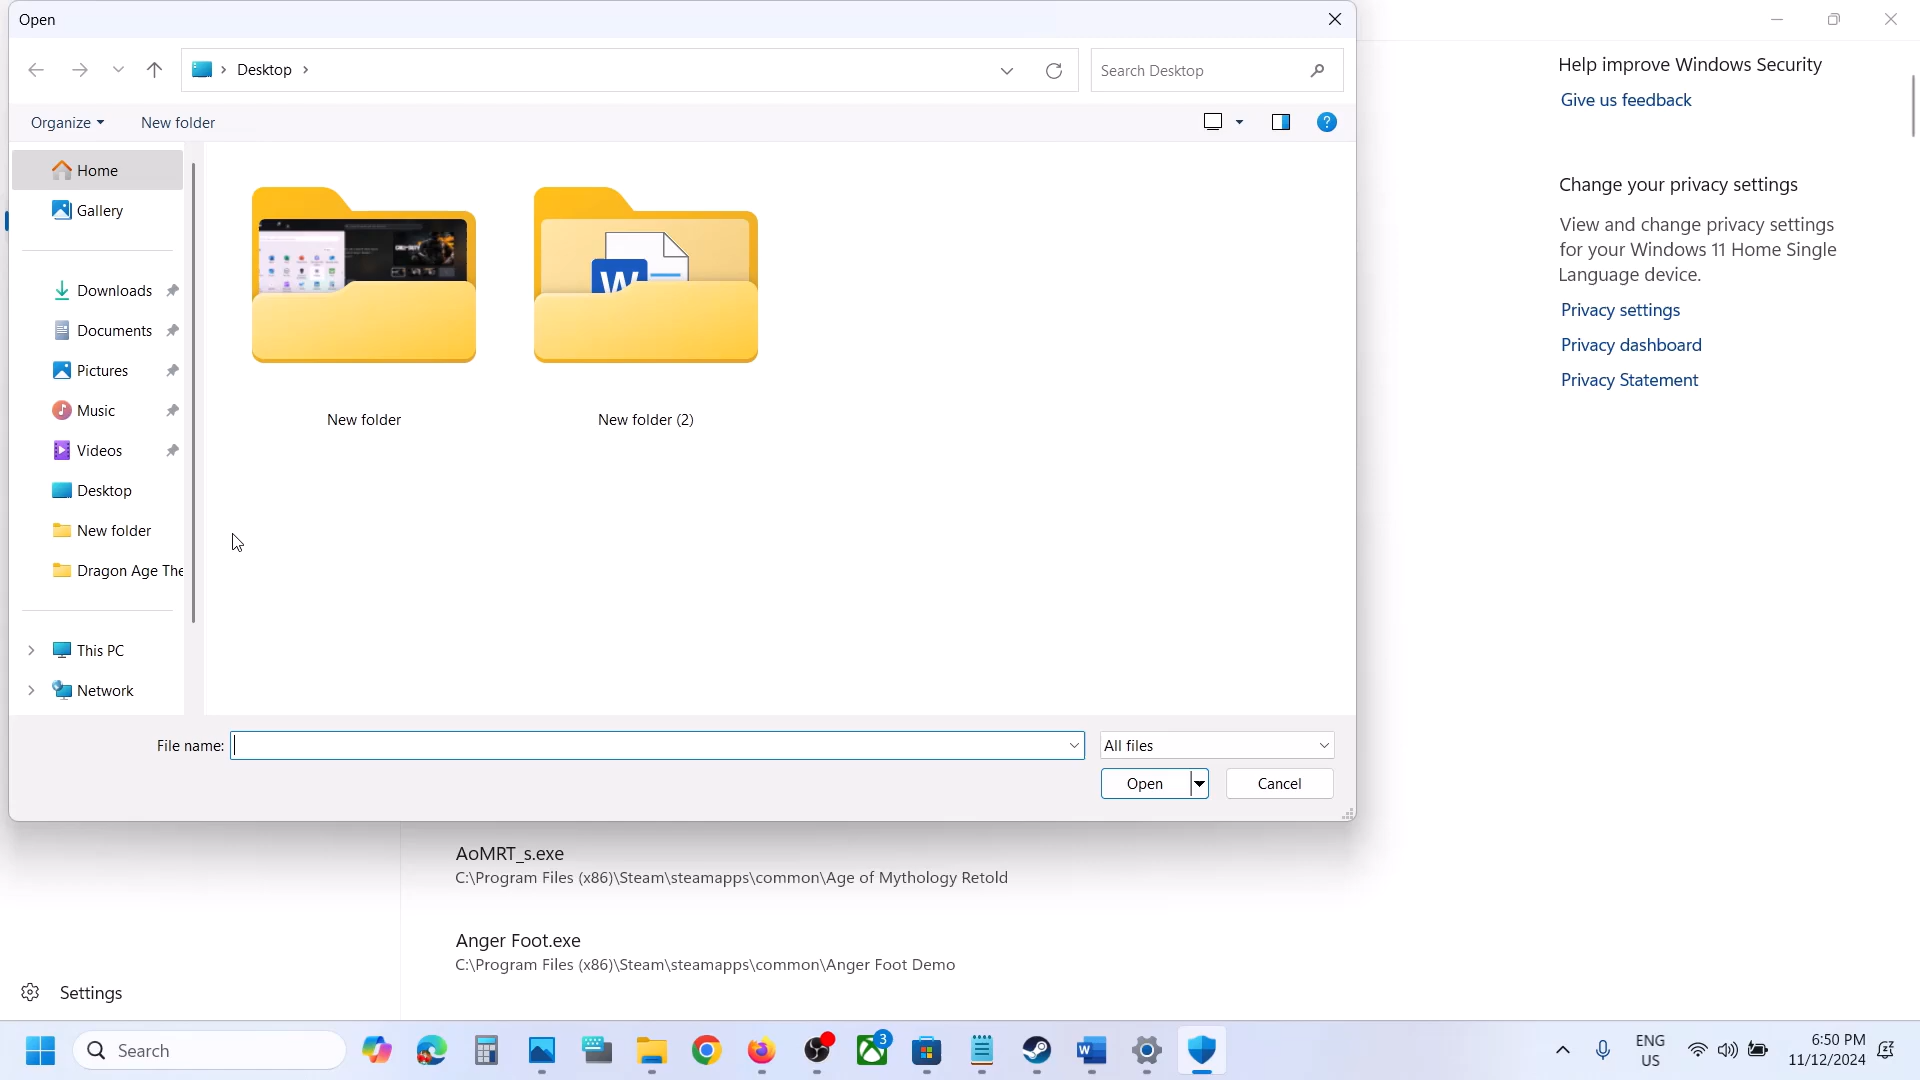 Open
Desktop
Search Desktop
Organize
New folder
Home
Gallery
Downloads
Documents
Pictures
Music
Videos
Desktop
New folder
Dragon Age The
This PC
Network
W
New folder
New folder (2)
File name:
All files
Open
Cancel
Help improve Windows Security
Give us feedback
Change your privacy settings
View and change privacy settings
for your Windows 11 Home Single
Language device.
Privacy settings
Privacy dashboard
Privacy Statement
AoMRT_s.exe
C:\Program Files (x86)\Steam\steamapps\common\Age of Mythology Retold
Anger Foot.exe
C:\Program Files (x86)\Steam\steamapps\common\Anger Foot Demo
Settings
Search
3
W
ENG
US
6:50 PM
11/12/2024